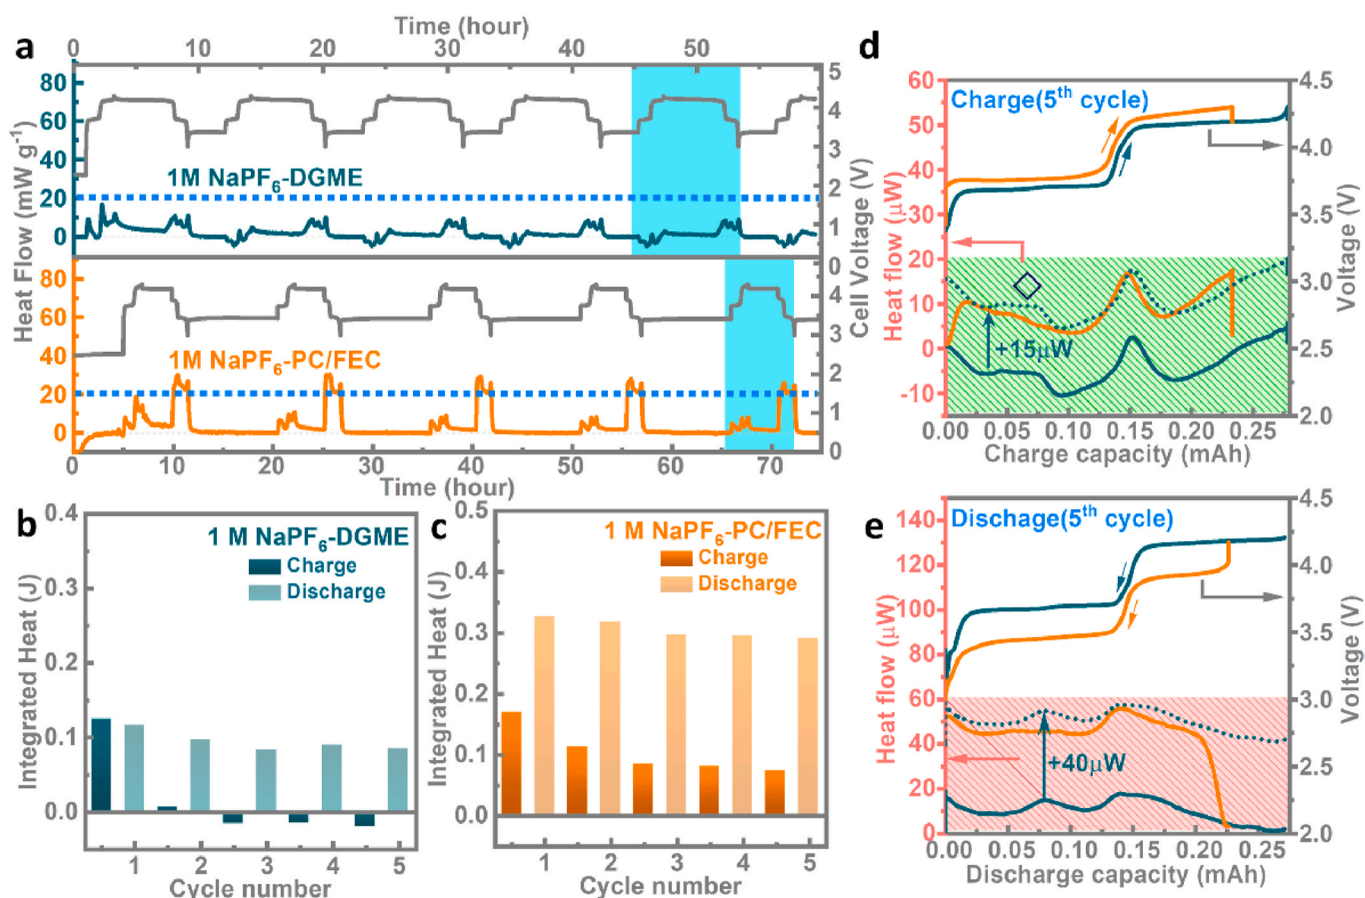 a
Time (hour)
0 10 20 30 40 50
80
60
40
20
0
5
4
3
2
1
0
1M NaPF6-DGME
Heat Flow (mW g-1)
Cell Voltage (V)
80
60
40
20
0
4
3
2
1
0
1M NaPF6-PC/FEC
0 10 20 30 40 50 60 70
Time (hour)
b
0.4
0.3
0.2
0.1
0.0
Integrated Heat (J)
1 M NaPF6-DGME
Charge
Discharge
1 2 3 4 5
Cycle number
c
0.5
0.4
0.3
0.2
0.1
0.0
Integrated Heat (J)
1 M NaPF6-PC/FEC
Charge
Discharge
1 2 3 4 5
Cycle number
d
60
50
40
30
20
10
0
-10
Heat flow (μW)
Charge(5th cycle)
+15μW
4.5
4.0
3.5
3.0
2.5
2.0
Voltage (V)
0.00 0.05 0.10 0.15 0.20 0.25
Charge capacity (mAh)
e
140
120
100
80
60
40
20
0
Heat flow (μW)
Dischage(5th cycle)
+40μW
4.5
4.0
3.5
3.0
2.5
2.0
Voltage (V)
0.00 0.05 0.10 0.15 0.20 0.25
Discharge capacity (mAh)